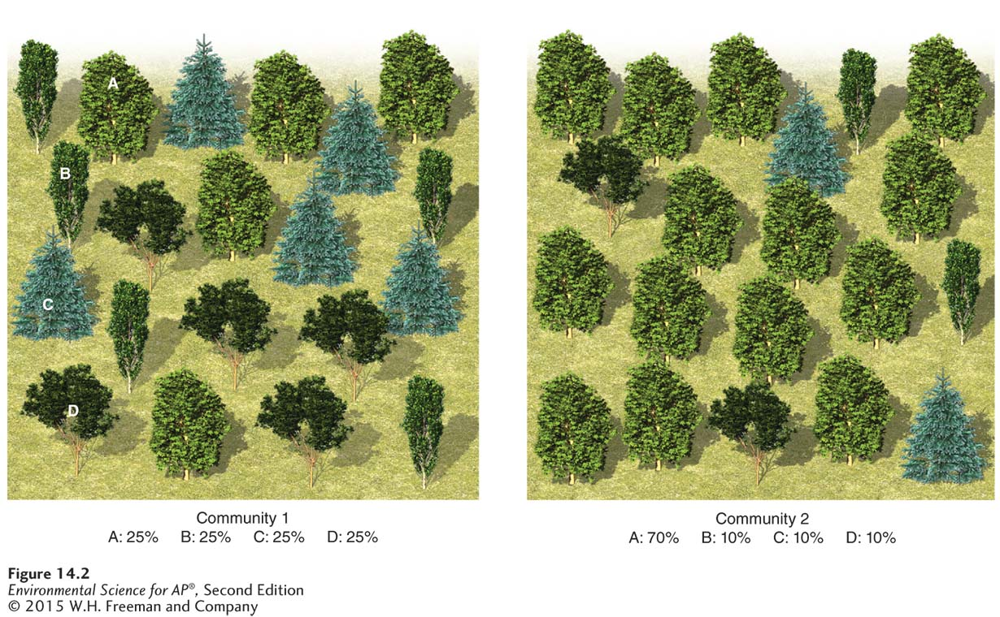 A
B
C
D
Community 1
A: 25% B: 25% C: 25% D: 25%
Community 2
A: 70% B: 10% C: 10% D: 10%
Figure 14.2
Environmental Science for AP®, Second Edition
© 2015 W.H. Freeman and Company